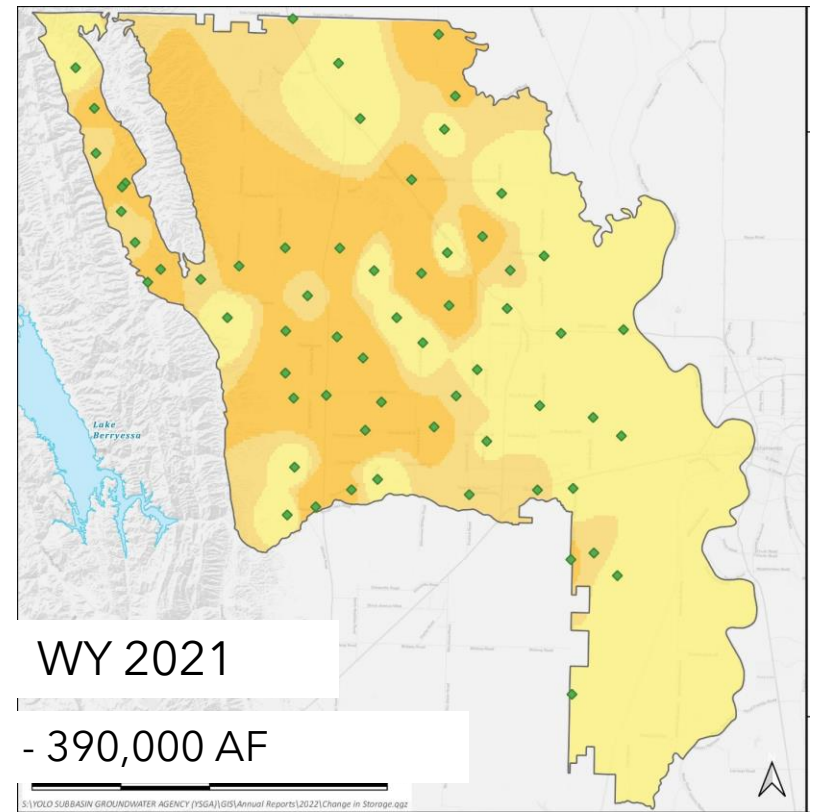 Lake
Berryessa
WY 2021
- 390,000 AF
S:\YOLO SUBBASIN GROUNDWATER AGENCY (YSGA)\GIS\Annual Reports\2022\Change in Storage.qgz